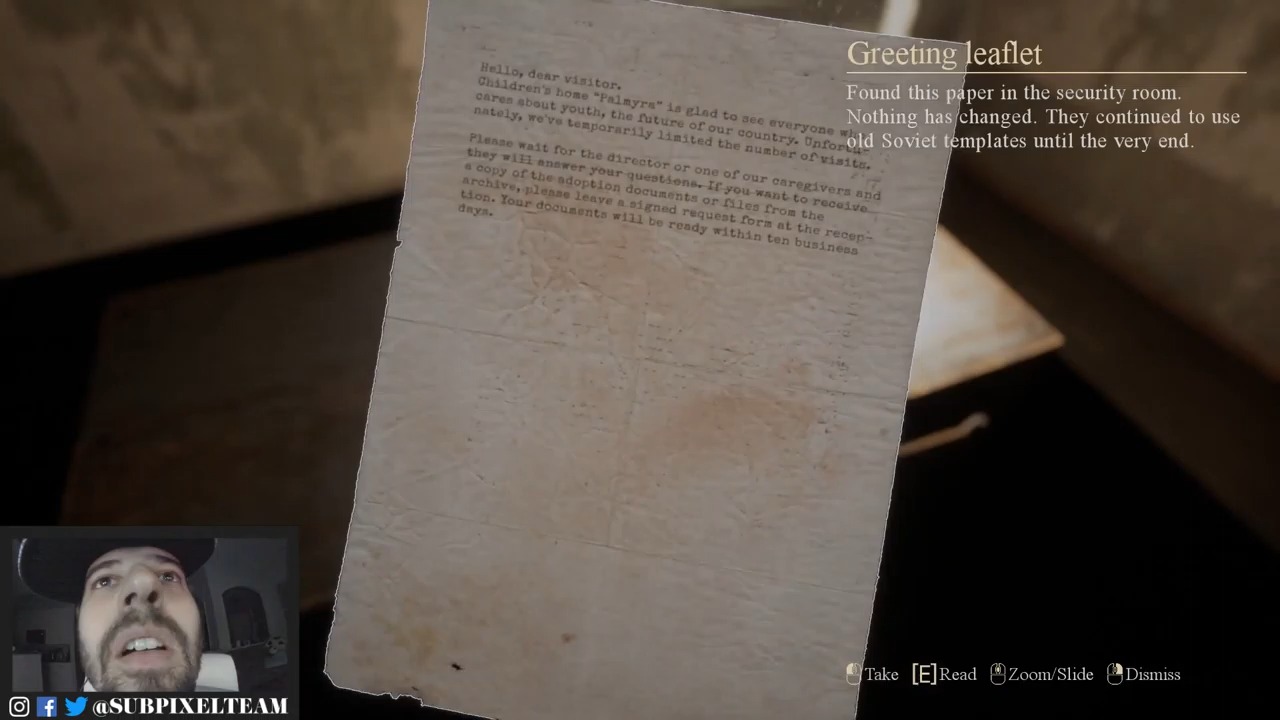 Greeting leaflet
Found this paper in the security room.
Nothing has changed. They continued to use
old Soviet templates until the very end.
Hello, dear visitor.
Children's home "Palmyra" is glad to see everyone
cares about youth, the future of our country. Unfortu-
nately, we've temporarily limited the number of visits.
Please wait for the director or one of our caregivers and
they will answer your questions. If you want to receive
a copy of the adoption documents or files from the
archive, please leave a signed request form at the recep-
tion. Your documents will be ready within ten business
days.
Take [E]Read Zoom/Slide Dismiss
@SUBPIXELTEAM